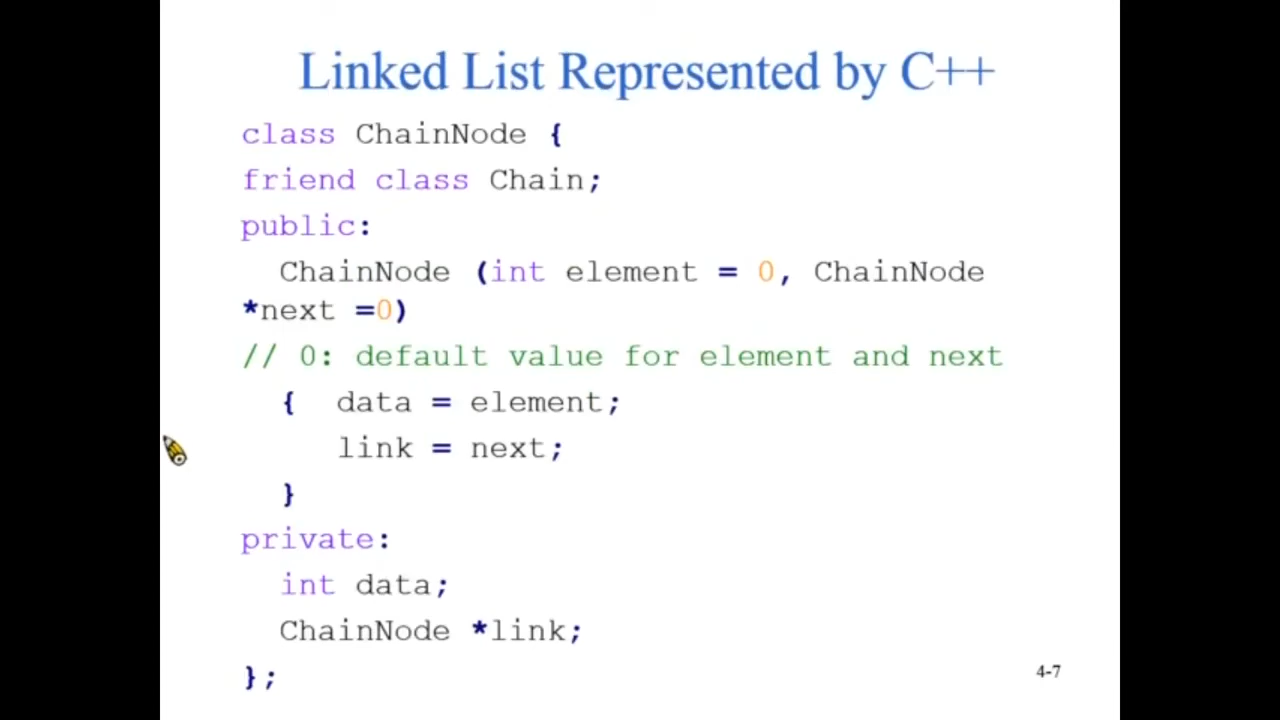 Linked List Represented by C++
class ChainNode {
friend class Chain;
public:
ChainNode (int element = 0, ChainNode
*next =0)
// 0: default value for element and next
{ data = element;
link = next;
}
private:
int data;
ChainNode *link;
};
4-7